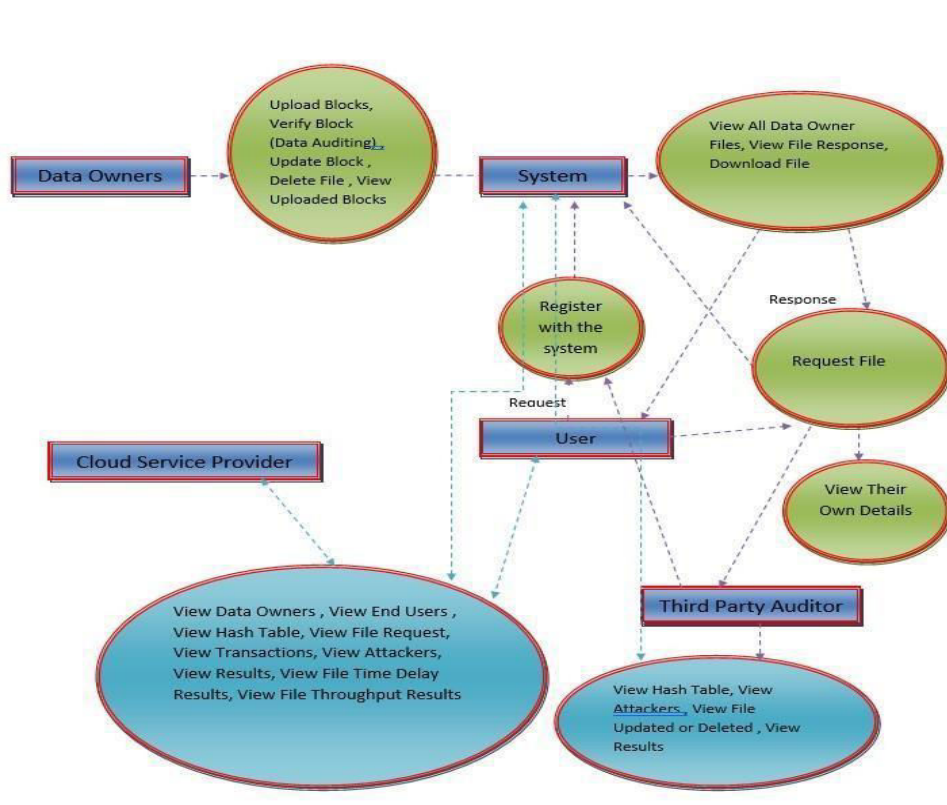 Upload Blocks,
Verify Block
(Data Auditing) ,
Update Block ,
Delete File , View
Uploaded Blocks
Data Owners
System
View All Data Owner
Files, View File Response,
Download File
Register
with the
system
Response
Request File
Request
User
Cloud Service Provider
View Their
Own Details
Third Party Auditor
View Data Owners , View End Users ,
View Hash Table, View File Request,
View Transactions, View Attackers,
View Results, View File Time Delay
Results, View File Throughput Results
View Hash Table, View
Attackers , View File
Updated or Deleted , View
Results